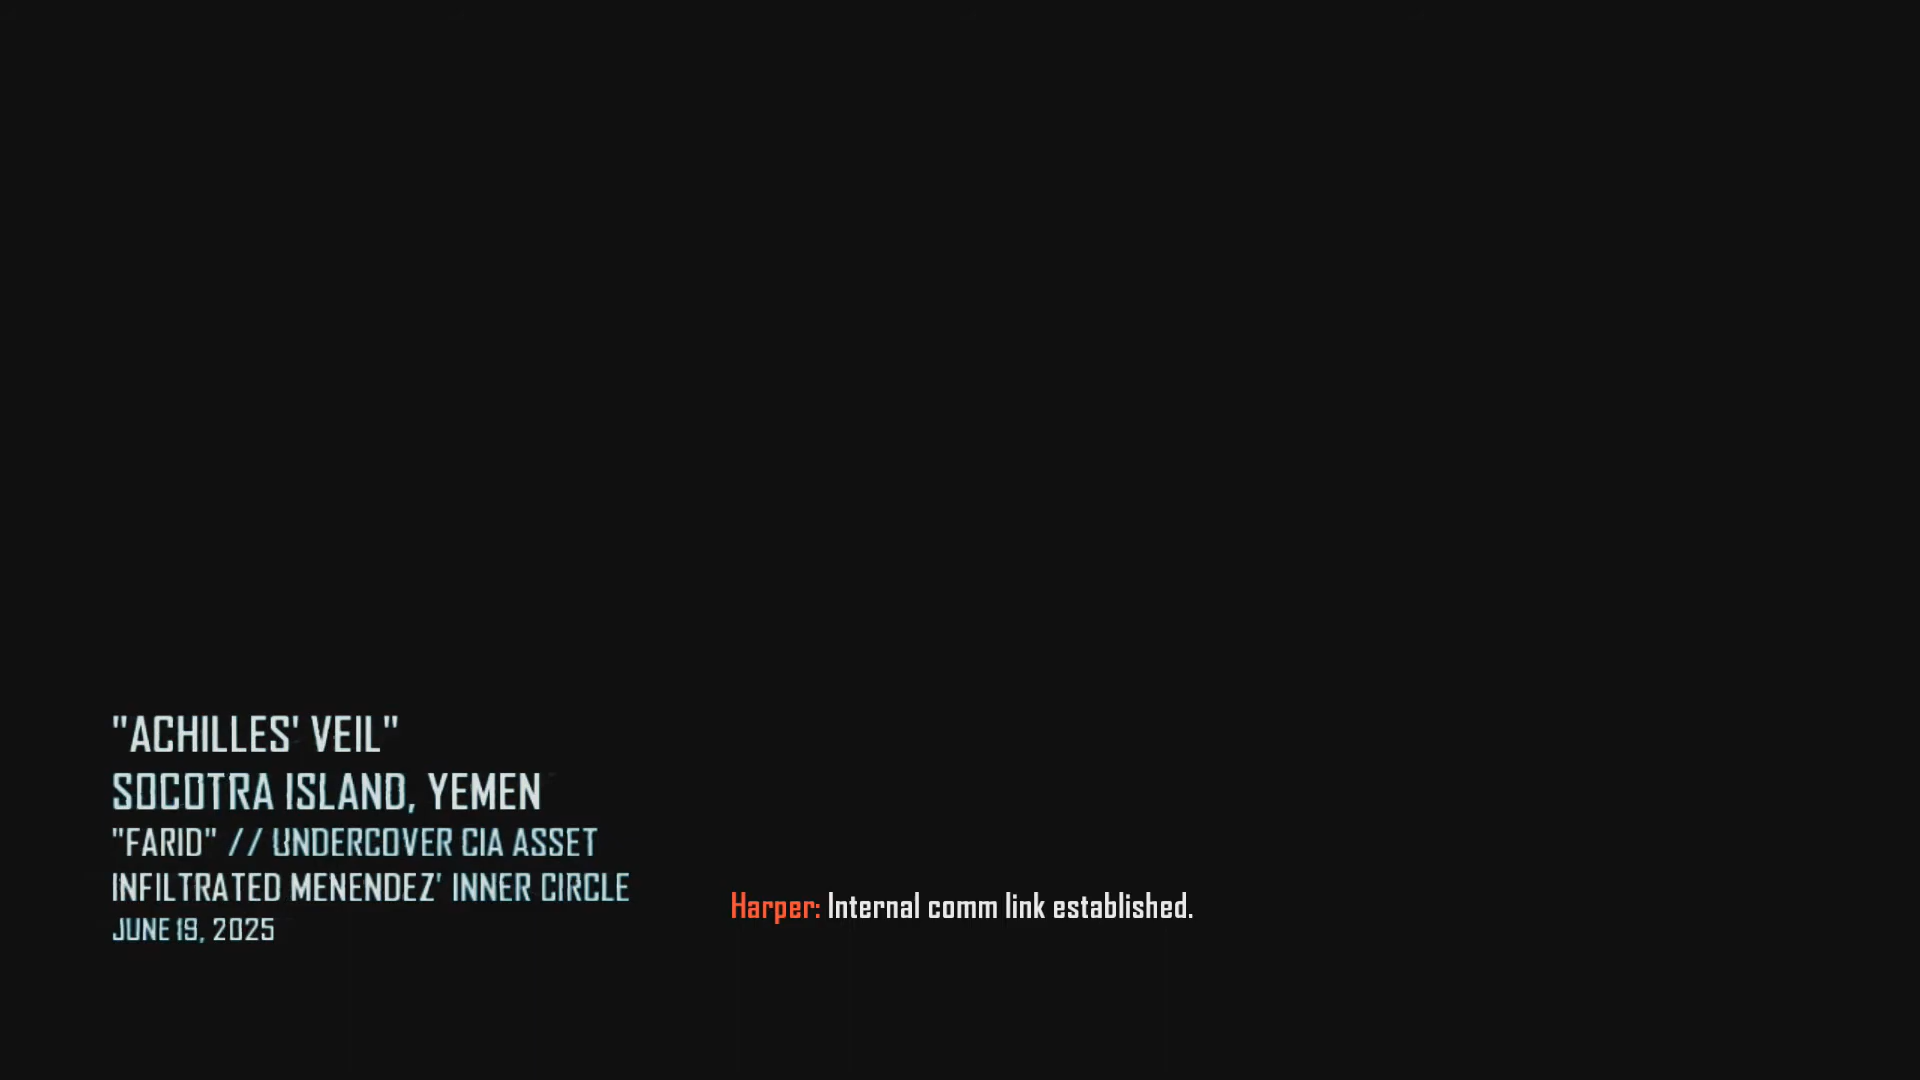 "ACHILLES' VEIL"
SOCOTRA ISLAND, YEMEN
"FARID" // UNDERCOVER CIA ASSET
INFILTRATED MENENDEZ' INNER CIRCLE
JUNE 19, 2025
Harper: Internal comm link established.